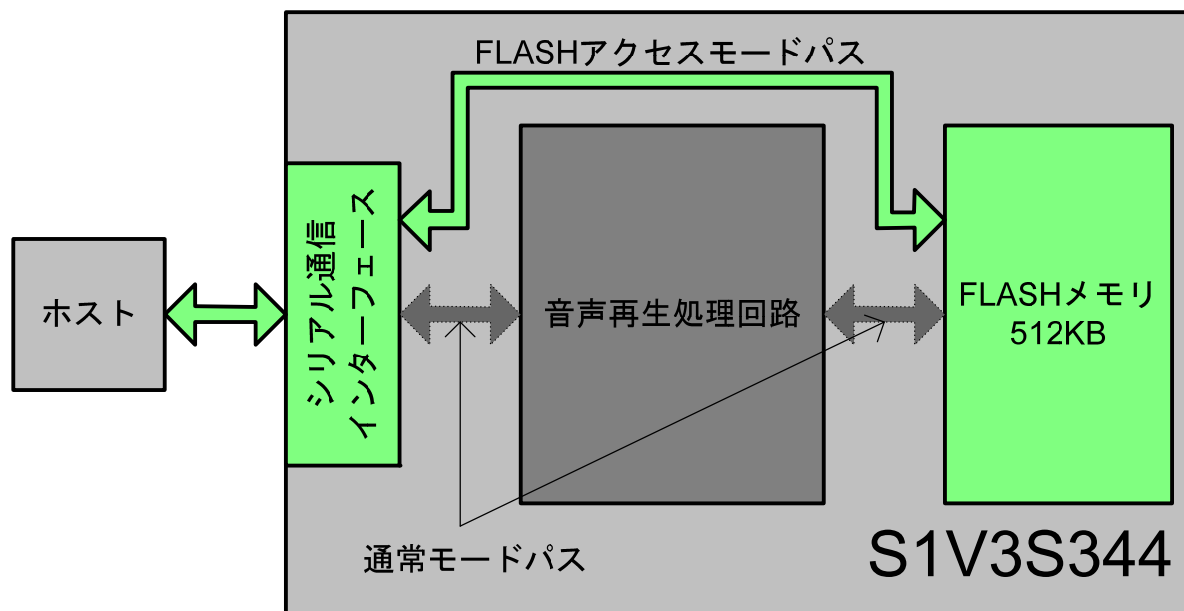 FLASHアクセスモードパス
ホスト
シリアル通信
インターフェース
音声再生処理回路
FLASHメモリ
512KB
通常モードパス
S1V3S344